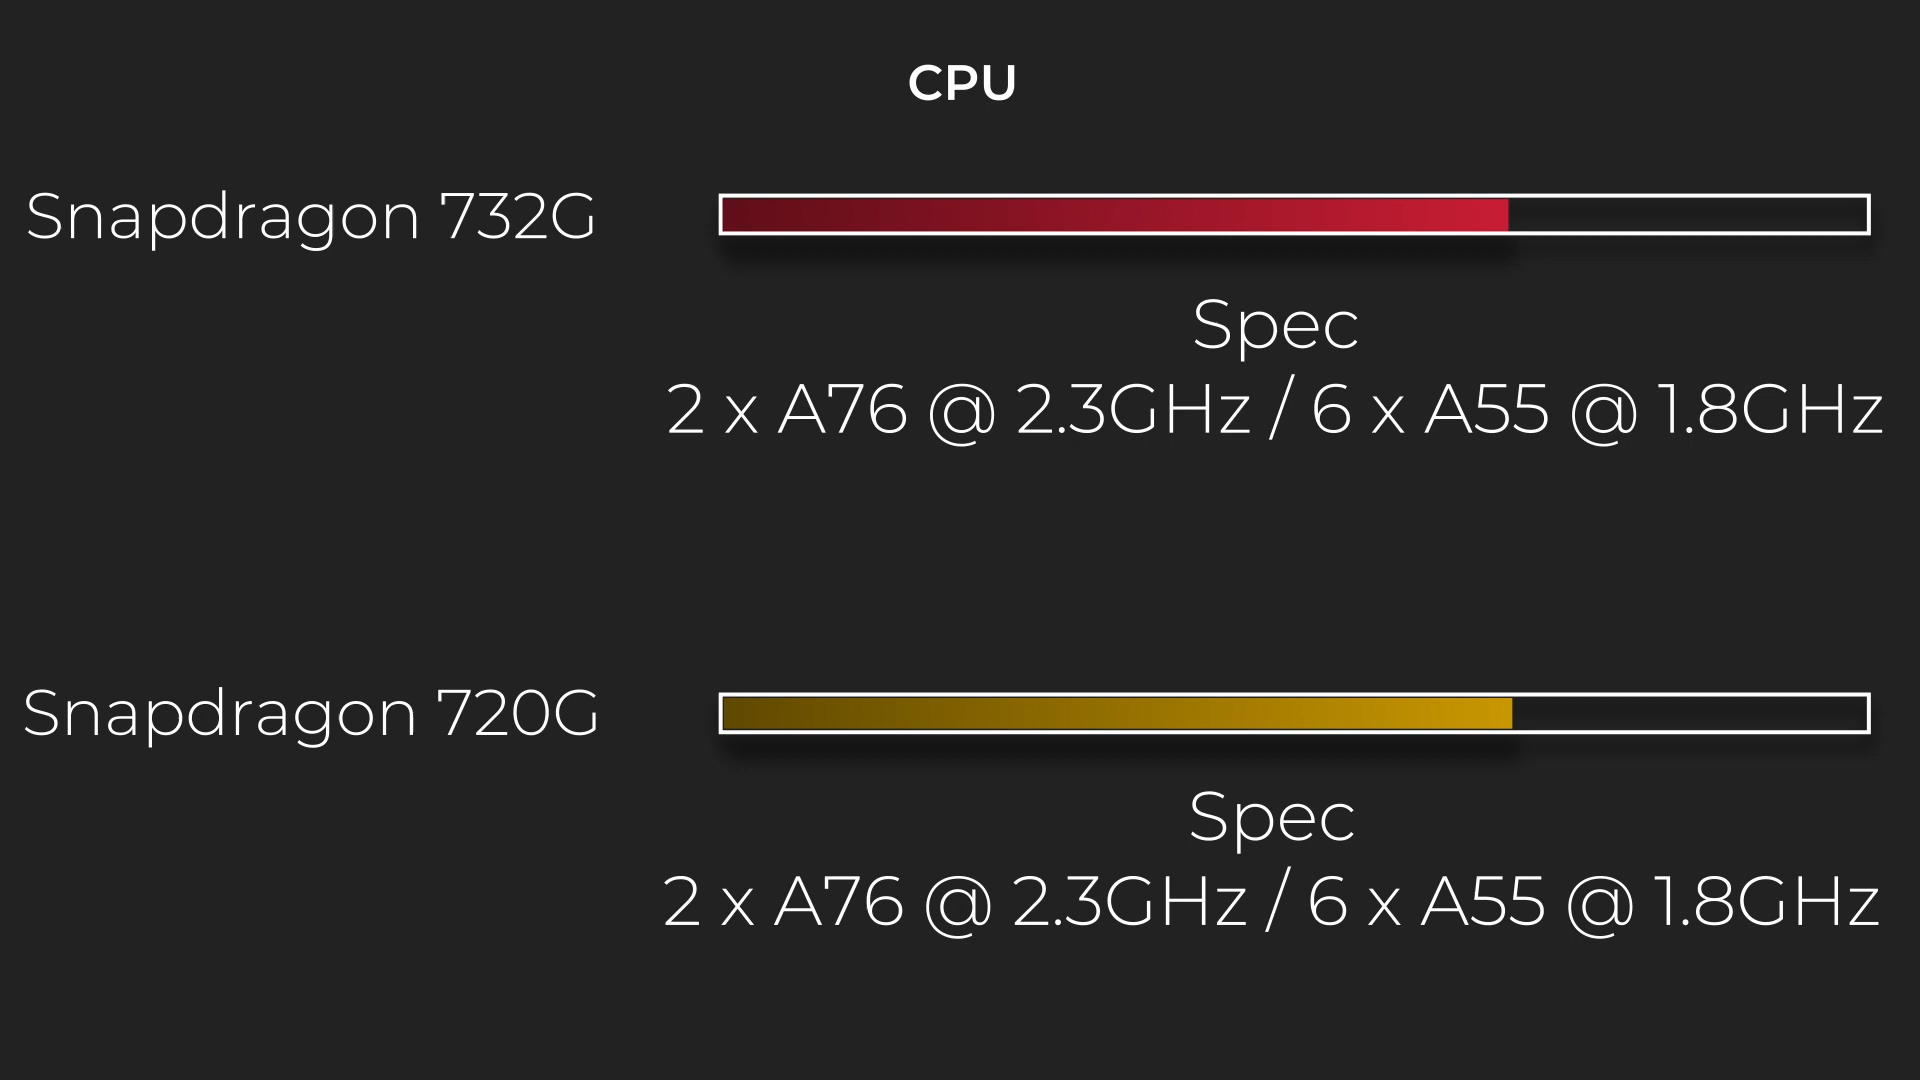 CPU
Snapdragon 732G
Spec
2 x A76 @ 2.3GHz / 6 x A55 @ 1.8GHz
Snapdragon 720G
Spec
2 x A76 @ 2.3GHz / 6 x A55 @ 1.8GHz